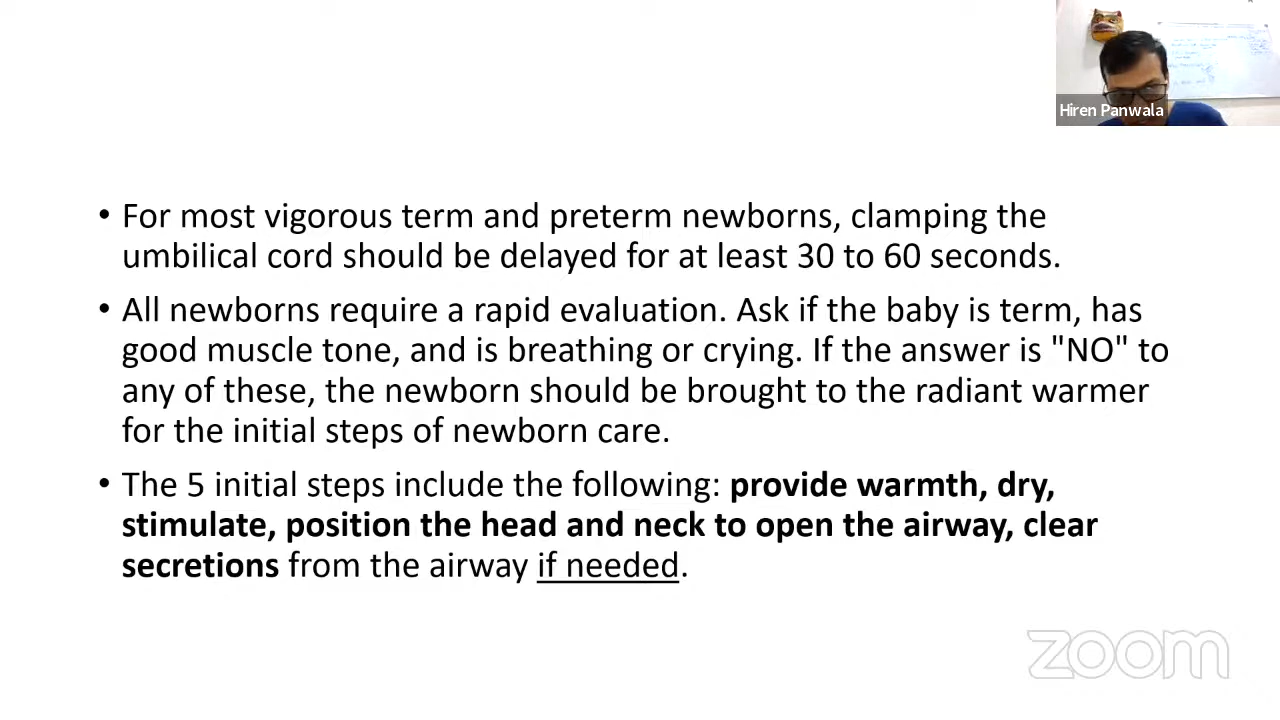 Hiren Panwala
• For most vigorous term and preterm newborns, clamping the
umbilical cord should be delayed for at least 30 to 60 seconds.
• All newborns require a rapid evaluation. Ask if the baby is term, has
good muscle tone, and is breathing or crying. If the answer is "NO" to
any of these, the newborn should be brought to the radiant warmer
for the initial steps of newborn care.
• The 5 initial steps include the following: provide warmth, dry,
stimulate, position the head and neck to open the airway, clear
secretions from the airway if needed.
zoom